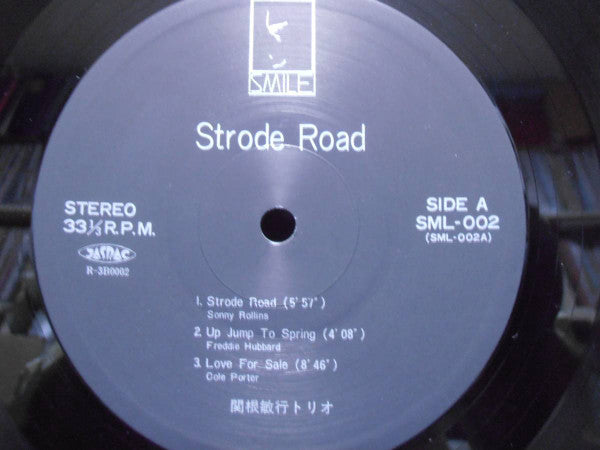 SMILE
Strode Road
STEREO
33⅓ R.P.M.
JASRAC
R-3B0002
SIDE A
SML-002
(SML-002A)
1. Strode Road (5'57")
Sonny Rollins
2. Up Jump To Spring (4'08")
Freddie Hubbard
3. Love For Sale (8'46")
Cole Porter
関根敏行トリオ